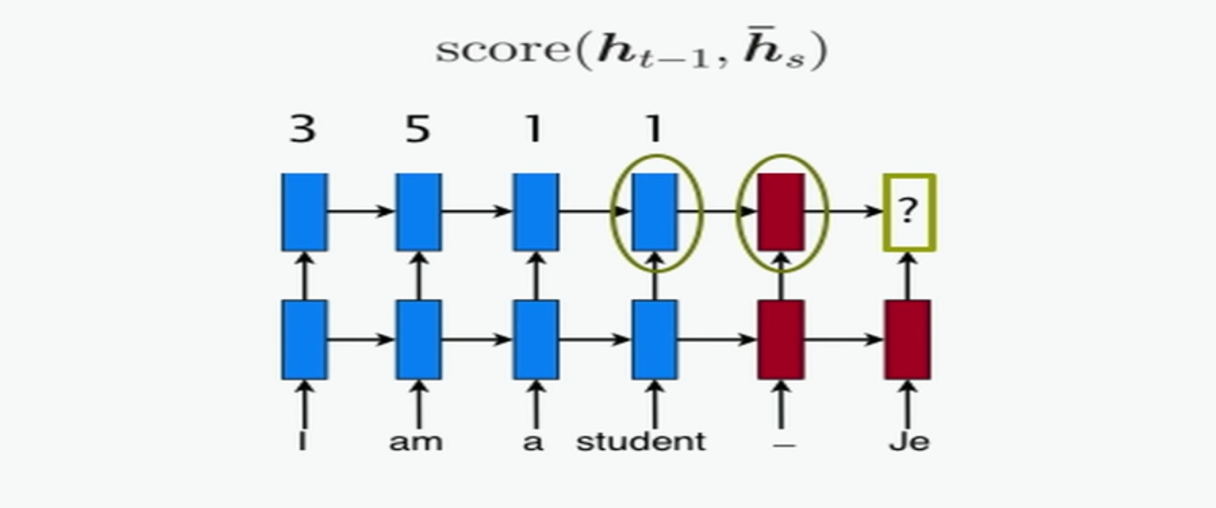 score(h_{t−1}, h̄_s)
3 5 1 1
?
I am a student _ Je